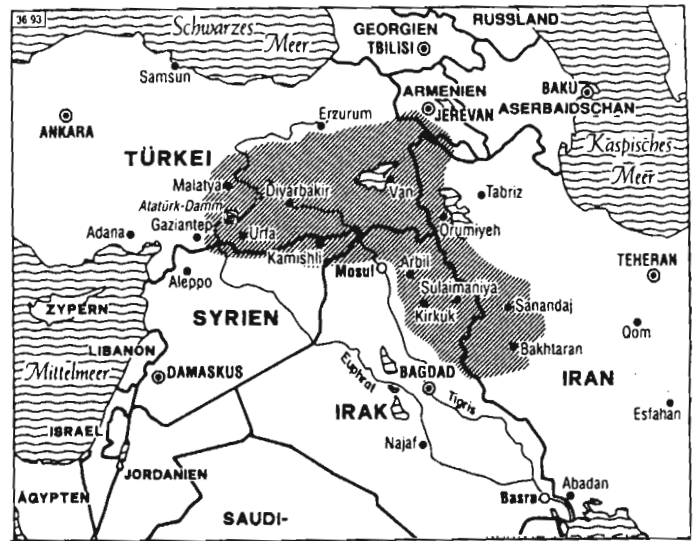 36 93
Schwarzes
Meer
GEORGIEN
TBILISI
RUSSLAND
Samsun
ARMENIEN
JEREVAN
BAKU
ASERBAIDSCHAN
ANKARA
Erzurum
Kaspisches
Meer
TÜRKEI
Malatya
Diyarbakir
Van
Tabriz
Atatürk-Damm
Gaziantep
Urfa
Orumiyeh
Adana
Kamishli
Mosul
Arbil
TEHERAN
Aleppo
Sulaimaniya
Kirkuk
Sanandaj
ZYPERN
SYRIEN
Qom
LIBANON
Bakhtaran
Mittelmeer
DAMASKUS
Euphrat
BAGDAD
Tigris
IRAN
IRAK
Esfahan
ISRAEL
Najaf
JORDANIEN
ÄGYPTEN
Basra
Abadan
SAUDI-